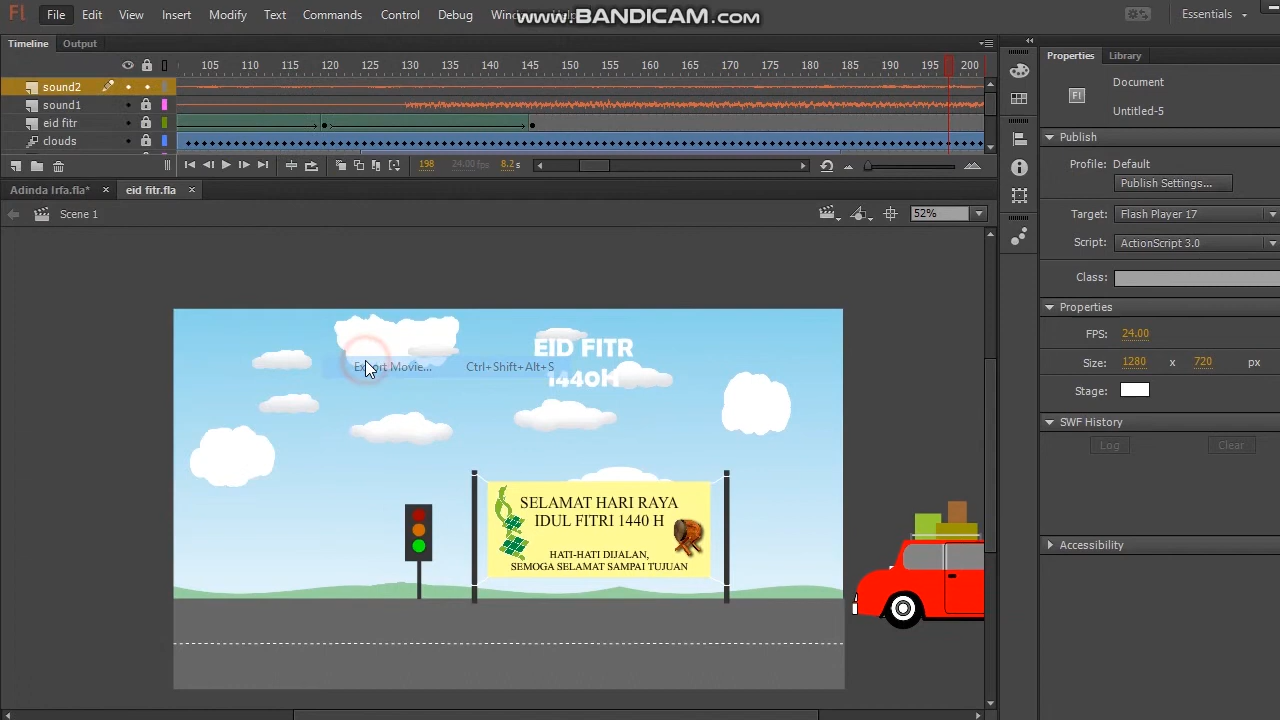 Fl File Edit View Insert Modify Text Commands Control Debug Essentials
www.BANDICAM.com
Timeline Output
Properties Library
105 110 115 120 125 130 135 140 145 150 155 160 165 170 175 180 185 190 195 200
sound2
sound1
eid fitr
clouds
198 24.00 fps 8.2 s
Adinda Irfa.fla* × eid fitr.fla ×
Scene 1
52%
EID FITR
1440H
Export Movie... Ctrl+Shift+Alt+S
SELAMAT HARI RAYA
IDUL FITRI 1440 H
HATI-HATI DIJALAN,
SEMOGA SELAMAT SAMPAI TUJUAN
Document
Fl
Untitled-5
Publish
Profile: Default
Publish Settings...
Target: Flash Player 17
Script: ActionScript 3.0
Class:
Properties
FPS: 24.00
Size: 1280 x 720 px
Stage:
SWF History
Log Clear
Accessibility